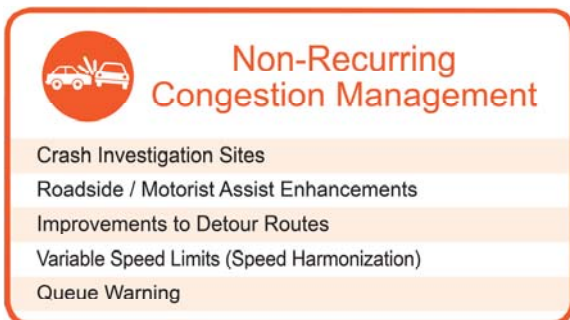 Non-Recurring
Congestion Management
Crash Investigation Sites
Roadside / Motorist Assist Enhancements
Improvements to Detour Routes
Variable Speed Limits (Speed Harmonization)
Queue Warning